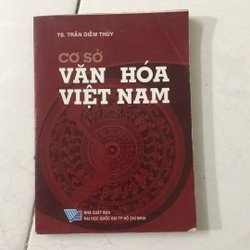 TS. TRẦN DIỄM THÚY
CƠ SỞ
VĂN HÓA
VIỆT NAM
NHÀ XUẤT BẢN
ĐẠI HỌC QUỐC GIA TP HỒ CHÍ MINH